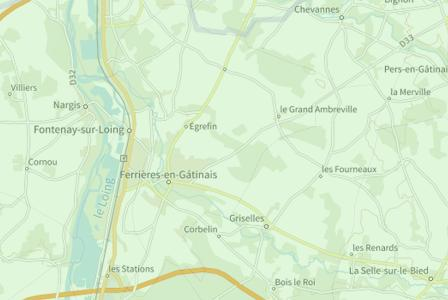 Chevannes
Bignon
D33
Pers-en-Gâtinai
D32
Villiers
Nargis
la Merville
le Grand Ambreville
Fontenay-sur-Loing
Égrefin
Cornou
Ferrières-en-Gâtinais
les Fourneaux
le Loing
Griselles
Corbelin
les Renards
les Stations
La Selle-sur-le-Bied
Bois le Roi